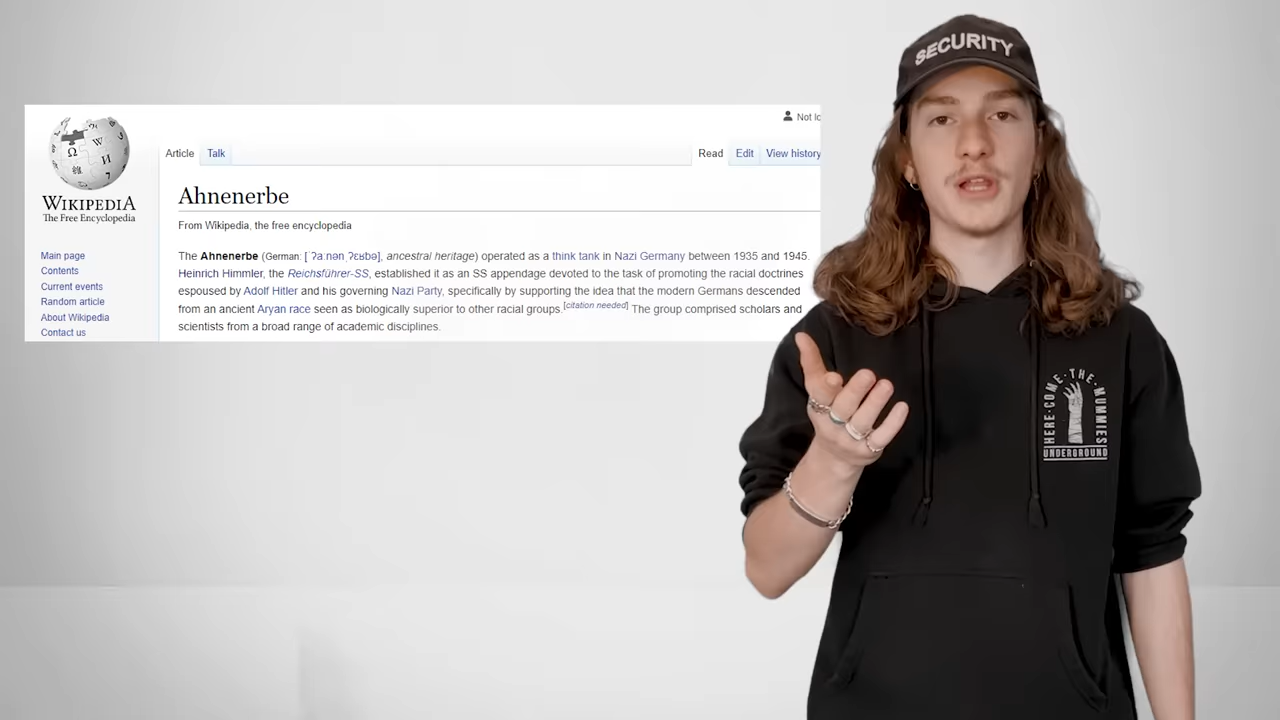 SECURITY
Not lo
Article Talk Read Edit View history
WIKIPEDIA
The Free Encyclopedia
Ahnenerbe
From Wikipedia, the free encyclopedia
Main page
Contents
Current events
Random article
About Wikipedia
Contact us
The Ahnenerbe (German: [ˈʔaːnənˌʔɛʁbə], ancestral heritage) operated as a think tank in Nazi Germany between 1935 and 1945.
Heinrich Himmler, the Reichsführer-SS, established it as an SS appendage devoted to the task of promoting the racial doctrines
espoused by Adolf Hitler and his governing Nazi Party, specifically by supporting the idea that the modern Germans descended
from an ancient Aryan race seen as biologically superior to other racial groups.[citation needed] The group comprised scholars and
scientists from a broad range of academic disciplines.
HERE·COME·THE·MUMMIES
UNDERGROUND